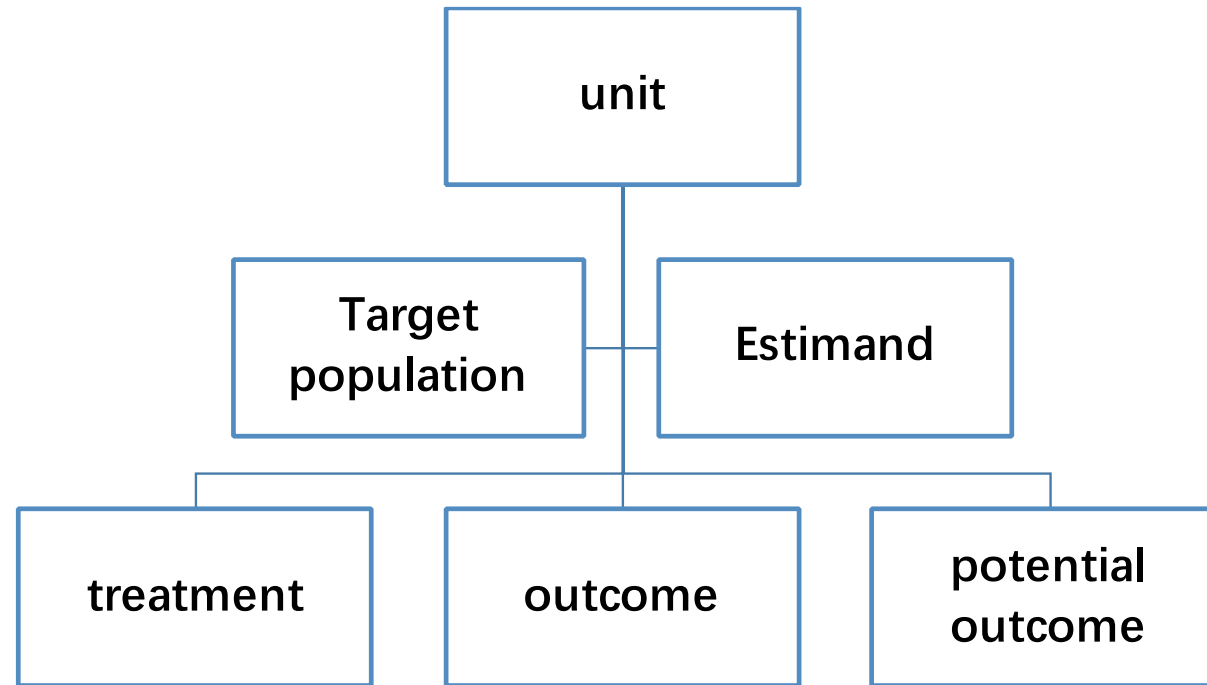 unit
Target
population
Estimand
treatment
outcome
potential
outcome